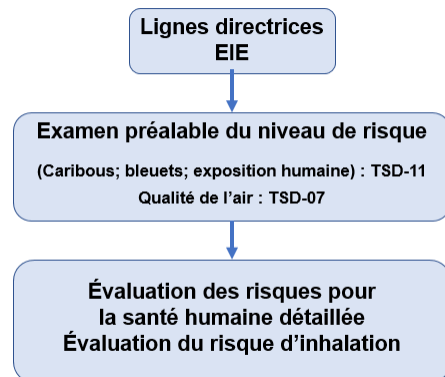 Lignes directrices
EIE
Examen préalable du niveau de risque
(Caribous; bleuets; exposition humaine) : TSD-11
Qualité de l'air : TSD-07
Évaluation des risques pour
la santé humaine détaillée
Évaluation du risque d'inhalation